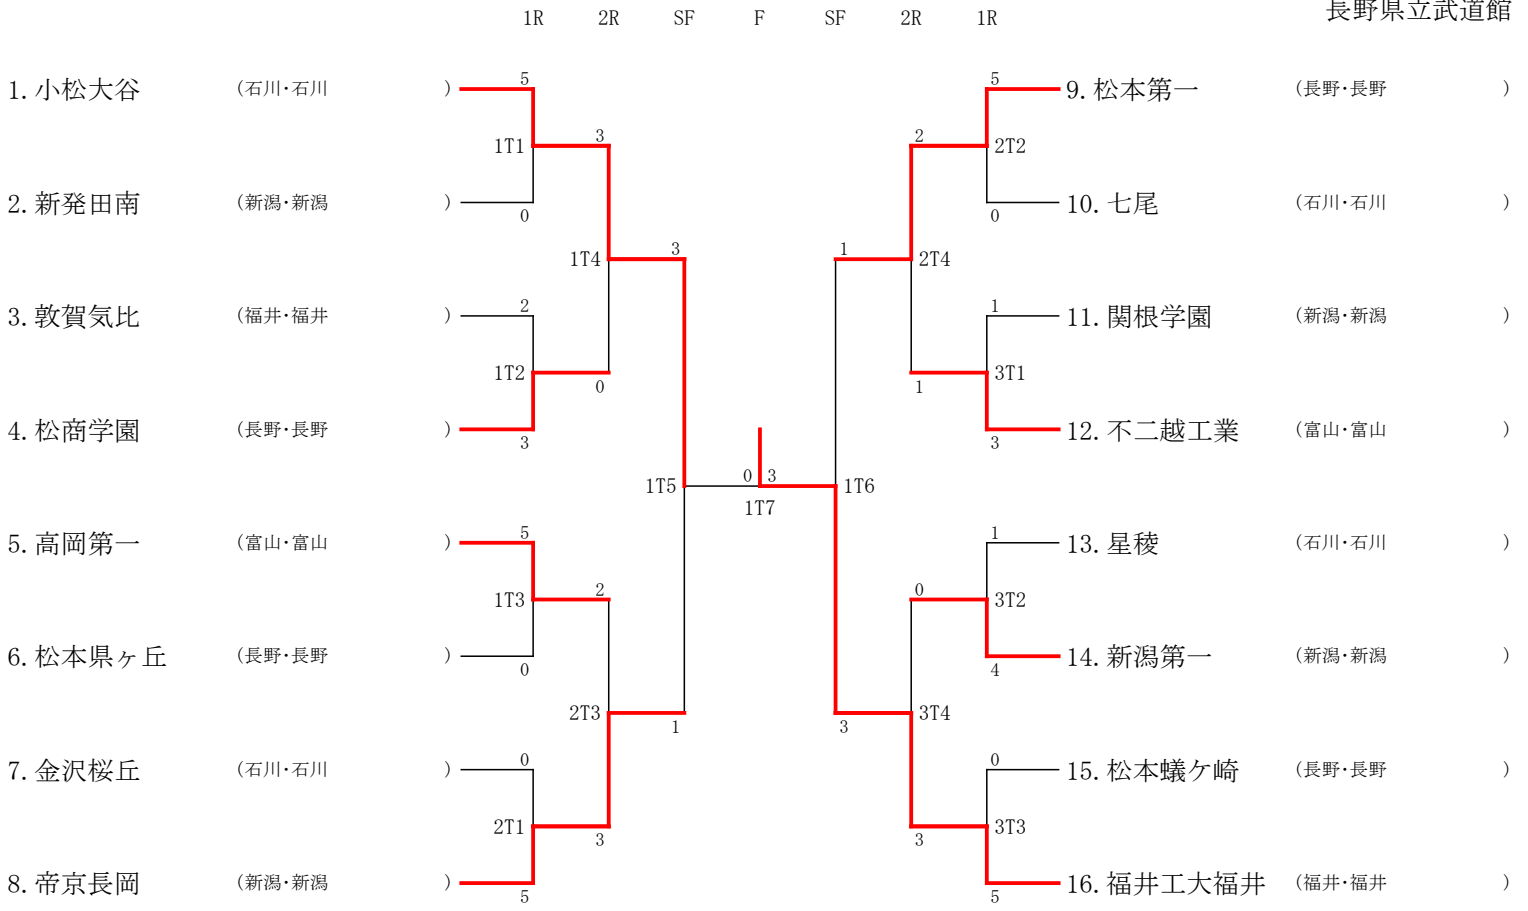 長野県立武道館
1R 2R SF F SF 2R 1R
1. 小松大谷 (石川・石川 ) 5 5 9. 松本第一 (長野・長野 )
1T1 3 2 2T2
2. 新発田南 (新潟・新潟 ) 0 0 10. 七尾 (石川・石川 )
1T4 3 1 2T4
3. 敦賀気比 (福井・福井 ) 2 1 11. 関根学園 (新潟・新潟 )
1T2 0 1 3T1
4. 松商学園 (長野・長野 ) 3 3 12. 不二越工業 (富山・富山 )
1T5 0 3 1T6
1T7
5. 高岡第一 (富山・富山 ) 5 1 13. 星稜 (石川・石川 )
1T3 2 0 3T2
6. 松本県ヶ丘 (長野・長野 ) 0 4 14. 新潟第一 (新潟・新潟 )
2T3 1 3 3T4
7. 金沢桜丘 (石川・石川 ) 0 0 15. 松本蟻ケ崎 (長野・長野 )
2T1 3 3 3T3
8. 帝京長岡 (新潟・新潟 ) 5 5 16. 福井工大福井 (福井・福井 )